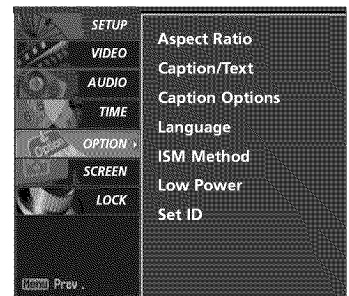 SETUP
VIDEO
AUDIO
TIME
OPTION
SCREEN
LOCK
Menu Prev.
Aspect Ratio
Caption/Text
Caption Options
Language
ISM Method
Low Power
Set ID